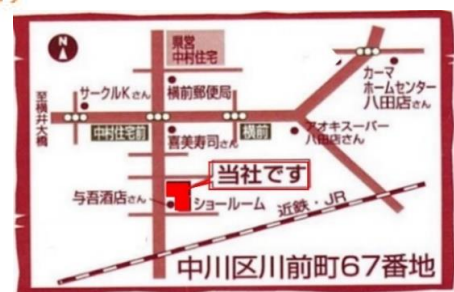 N
県営
中村住宅
カーマ
ホームセンター
八田店さん
サークルKさん
横前郵便局
至横井大橋
中村住宅前
喜美寿司さん
横前
アオキスーパー
八田店さん
当社です
与吾酒店さん
ショールーム
近鉄・JR
中川区川前町67番地